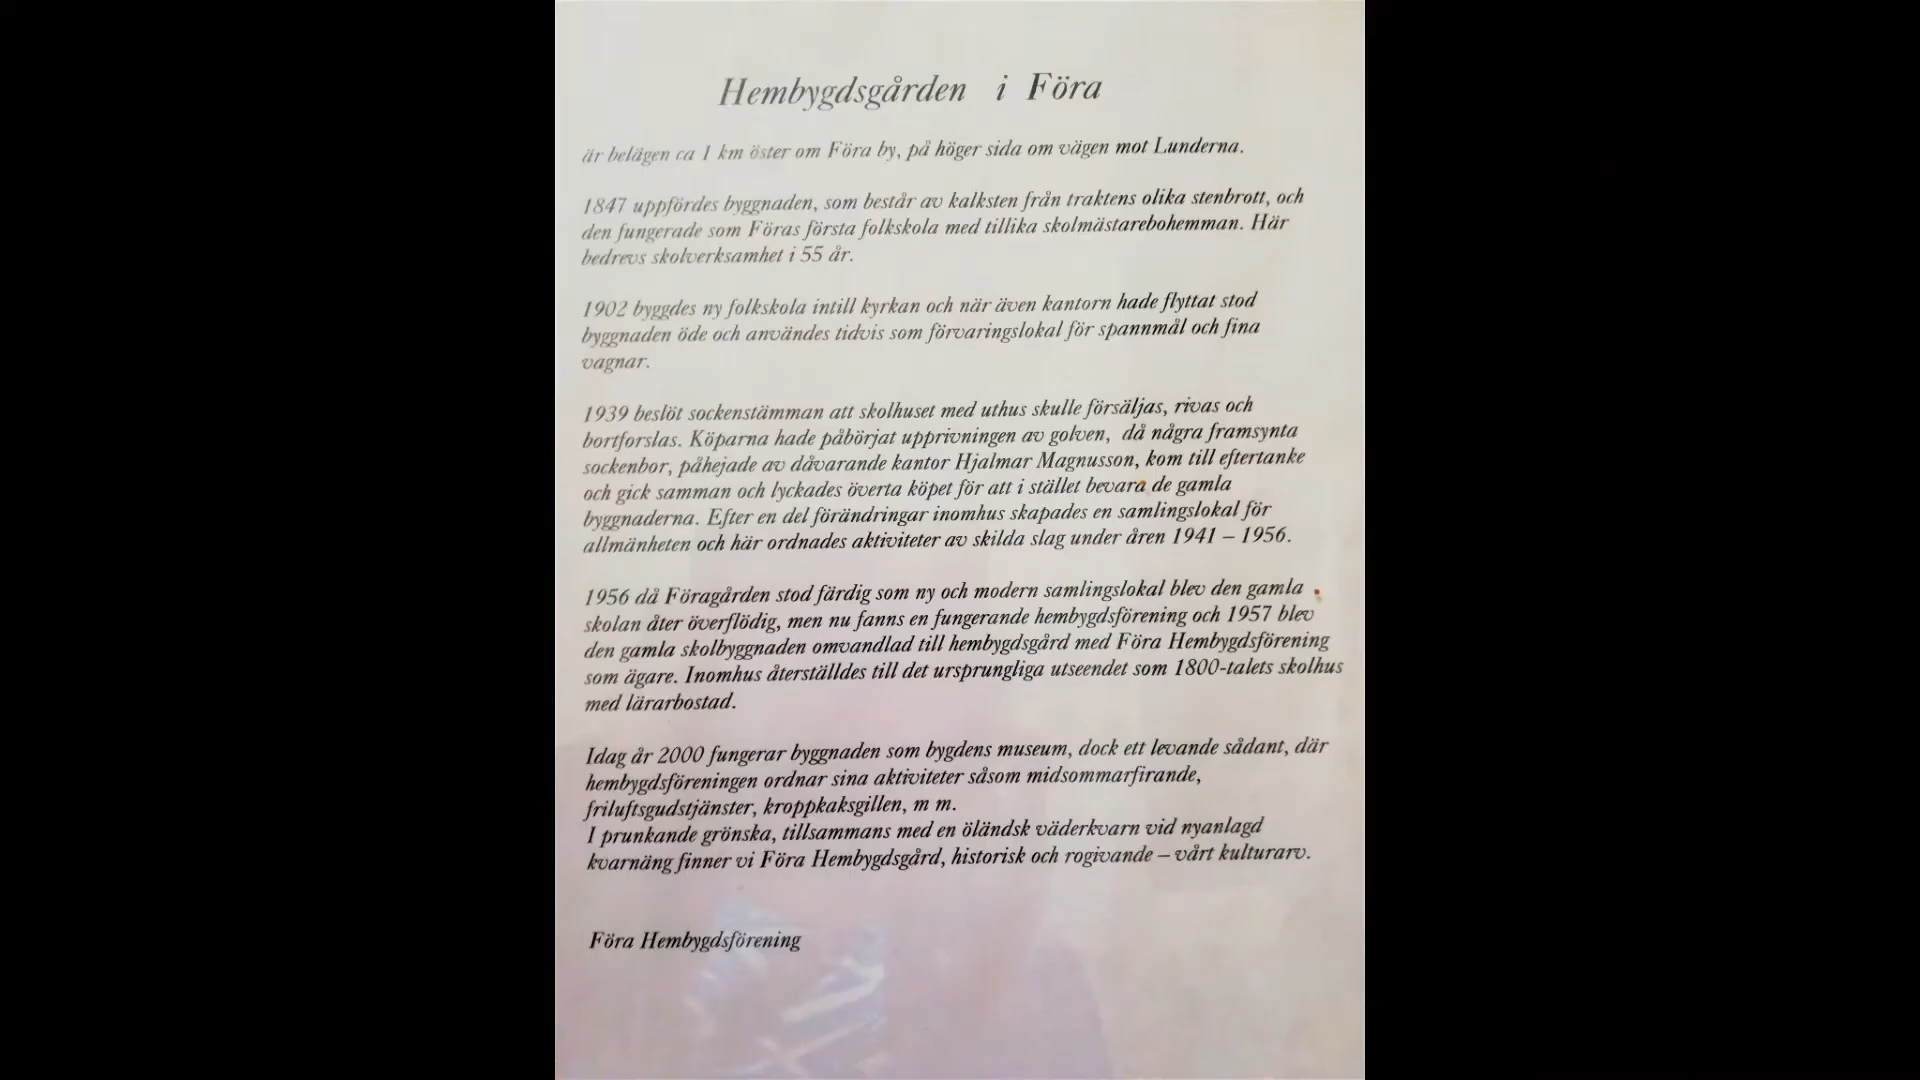 Hembygdsgården i Föra
är belägen ca 1 km öster om Föra by, på höger sida om vägen mot Lunderna.
1847 uppfördes byggnaden, som består av kalksten från traktens olika stenbrott, och
den fungerade som Föras första folkskola med tillika skolmästarebohemman. Här
bedrevs skolverksamhet i 55 år.
1902 byggdes ny folkskola intill kyrkan och när även kantorn hade flyttat stod
byggnaden öde och användes tidvis som förvaringslokal för spannmål och fina
vagnar.
1939 beslöt sockenstämman att skolhuset med uthus skulle försäljas, rivas och
bortforslas. Köparna hade påbörjat upprivningen av golven, då några framsynta
sockenbor, påhejade av dåvarande kantor Hjalmar Magnusson, kom till eftertanke
och gick samman och lyckades överta köpet för att i stället bevara de gamla
byggnaderna. Efter en del förändringar inomhus skapades en samlingslokal för
allmänheten och här ordnades aktiviteter av skilda slag under åren 1941 – 1956.
1956 då Föragården stod färdig som ny och modern samlingslokal blev den gamla
skolan åter överflödig, men nu fanns en fungerande hembygdsförening och 1957 blev
den gamla skolbyggnaden omvandlad till hembygdsgård med Föra Hembygdsförening
som ägare. Inomhus återställdes till det ursprungliga utseendet som 1800-talets skolhus
med lärarbostad.
Idag år 2000 fungerar byggnaden som bygdens museum, dock ett levande sådant, där
hembygdsföreningen ordnar sina aktiviteter såsom midsommarfirande,
friluftsgudstjänster, kroppkaksgillen, m m.
I prunkande grönska, tillsammans med en öländsk väderkvarn vid nyanlagd
kvarnäng finner vi Föra Hembygdsgård, historisk och rogivande – vårt kulturarv.
Föra Hembygdsförening